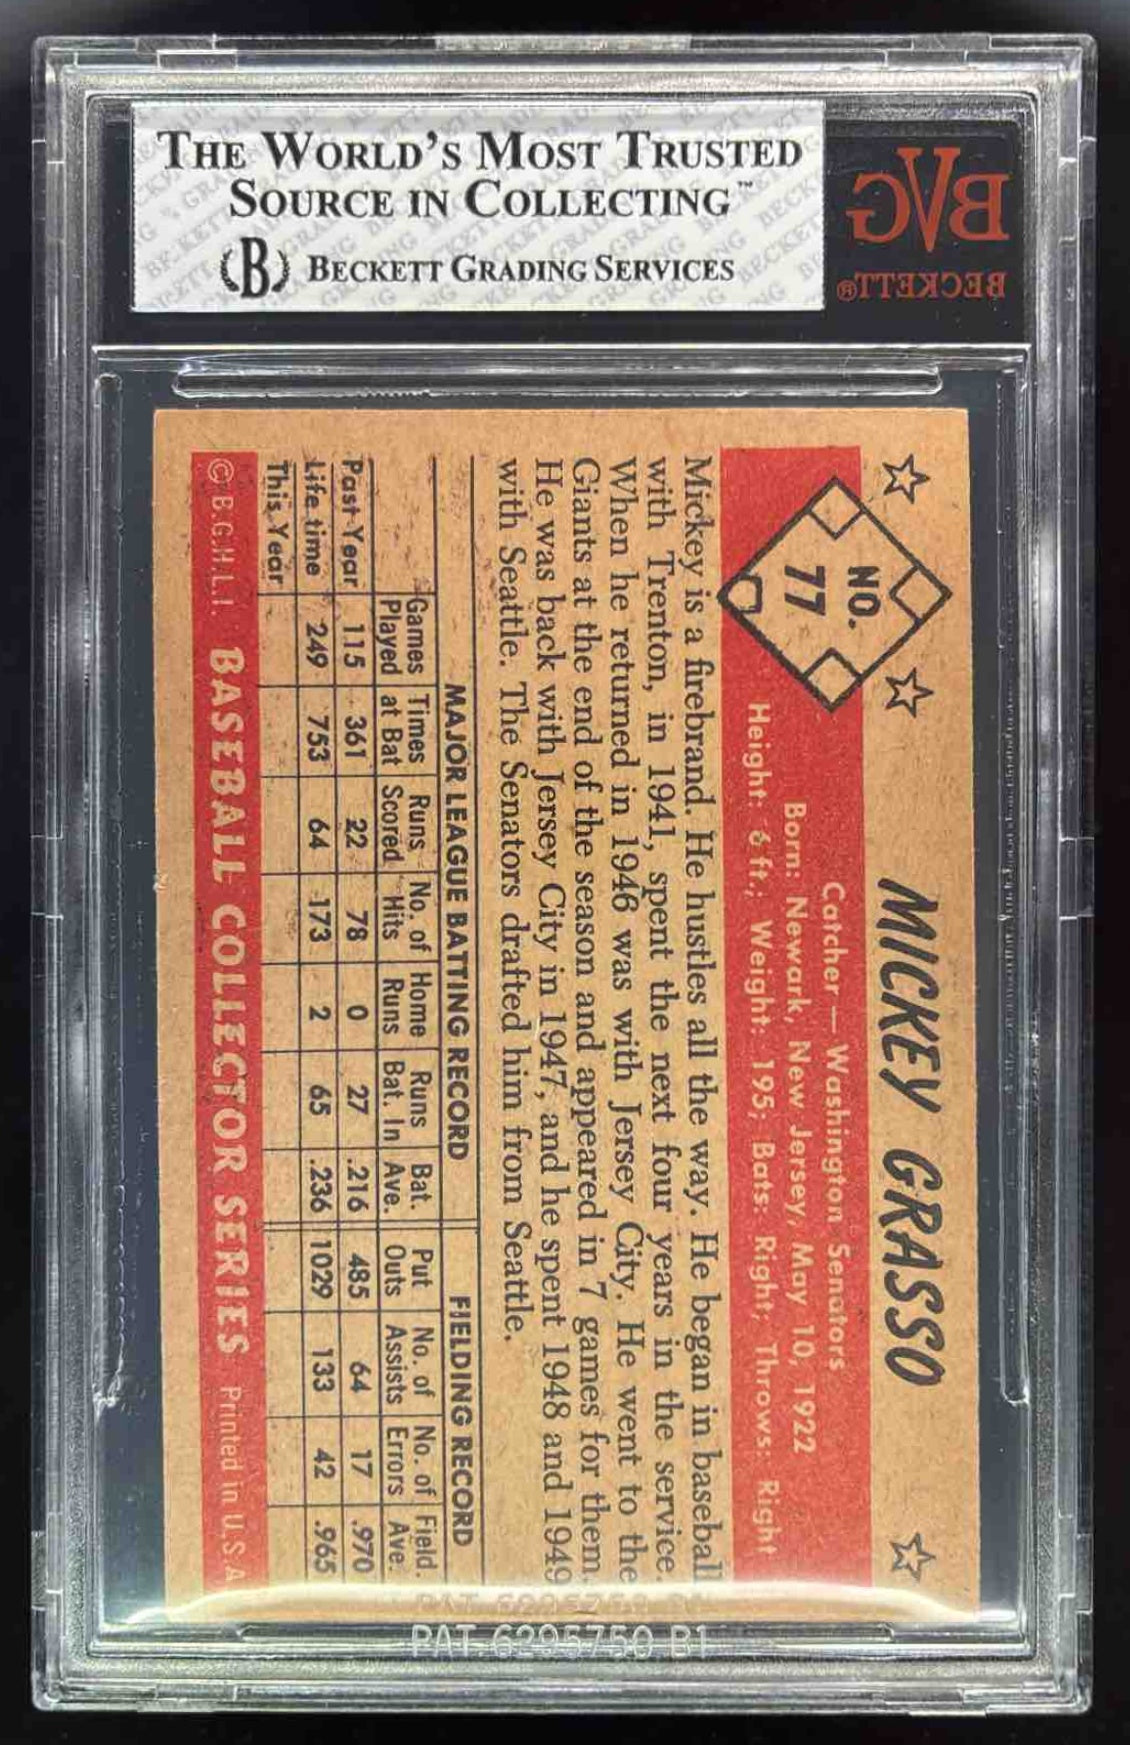 THE WORLD'S MOST TRUSTED
SOURCE IN COLLECTING™
(B) BECKETT GRADING SERVICES
BVG
BECKETT®
MICKEY GRASSO
NO.
77
Catcher — Washington Senators
Born: Newark, New Jersey, May 10, 1922
Height: 6 ft.; Weight: 195; Bats: Right; Throws: Right
Mickey is a firebrand. He hustles all the way. He began in baseball
with Trenton, in 1941, spent the next four years in the service.
When he returned in 1946 was with Jersey City. He went to the
Giants at the end of the season and appeared in 7 games for them.
He was back with Jersey City in 1947, and he spent 1948 and 1949
with Seattle. The Senators drafted him from Seattle.
MAJOR LEAGUE BATTING RECORD FIELDING RECORD
Games Times Runs No. of Home Runs Bat. Put No. of No. of Field.
Played at Bat Scored Hits Runs Bat. In Ave. Outs Assists Errors Ave.
Past Year 115 361 22 78 0 27 .216 485 64 17 .970
Life time 249 753 64 173 2 65 .236 1029 133 42 .965
This Year
© B.G.H.L.I. BASEBALL COLLECTOR SERIES Printed in U.S.A.
PAT 6295750 B1